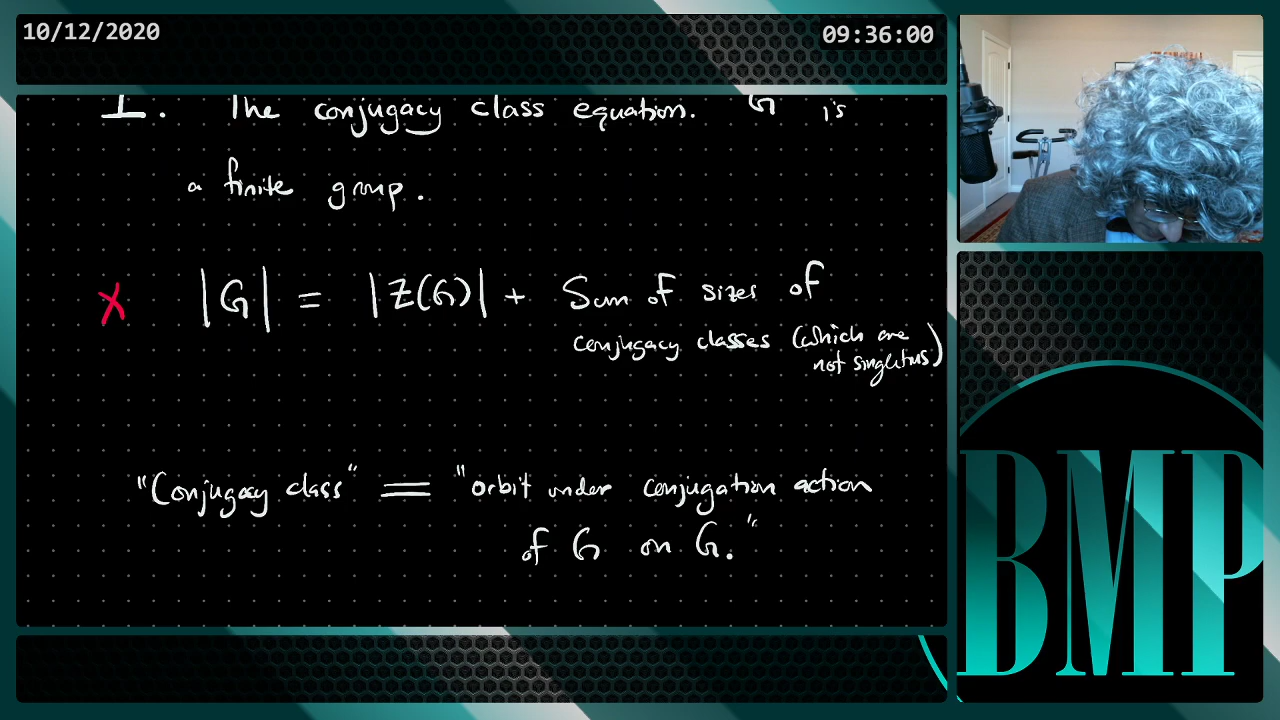 10/12/2020
09:36:00
1. The conjugacy class equation. G is
a finite group.
X |G| = |Z(G)| + Sum of sizes of
conjugacy classes (which are
not singletons)
"Conjugacy class" = "orbit under conjugation action
of G on G."
BMP